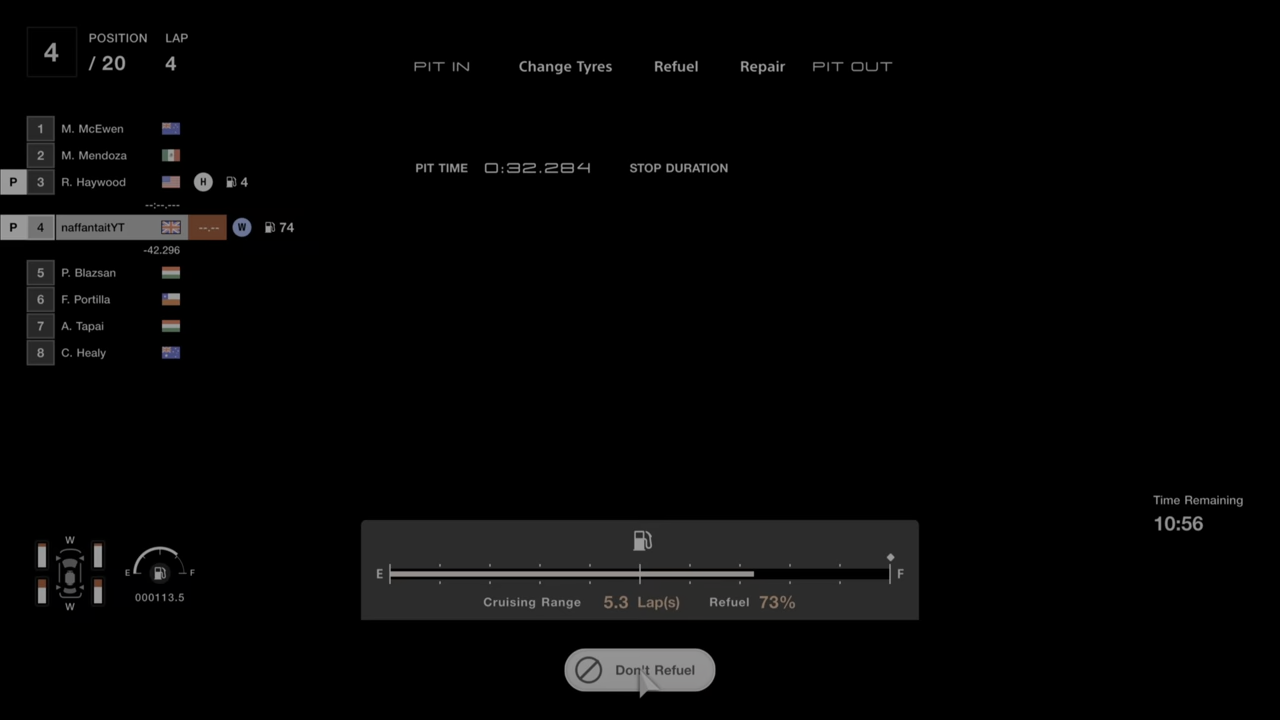 4
POSITION
/ 20
LAP
4
PIT IN
Change Tyres
Refuel
Repair
PIT OUT
1 M. McEwen
2 M. Mendoza
P 3 R. Haywood H 4
--:--.---
P 4 naffantaitYT --.-- W 74
-42.296
5 P. Blazsan
6 F. Portilla
7 A. Tapai
8 C. Healy
PIT TIME 0:32.284 STOP DURATION
Time Remaining
10:56
W
W
E F
000113.5
E F
Cruising Range 5.3 Lap(s) Refuel 73%
Don't Refuel